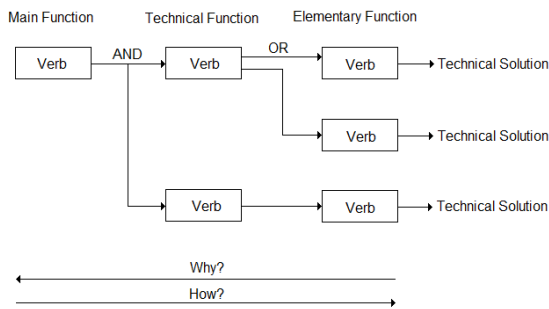 Main Function
Technical Function
Elementary Function
Verb
AND
Verb
OR
Verb
Technical Solution
Verb
Technical Solution
Verb
Verb
Technical Solution
Why?
How?